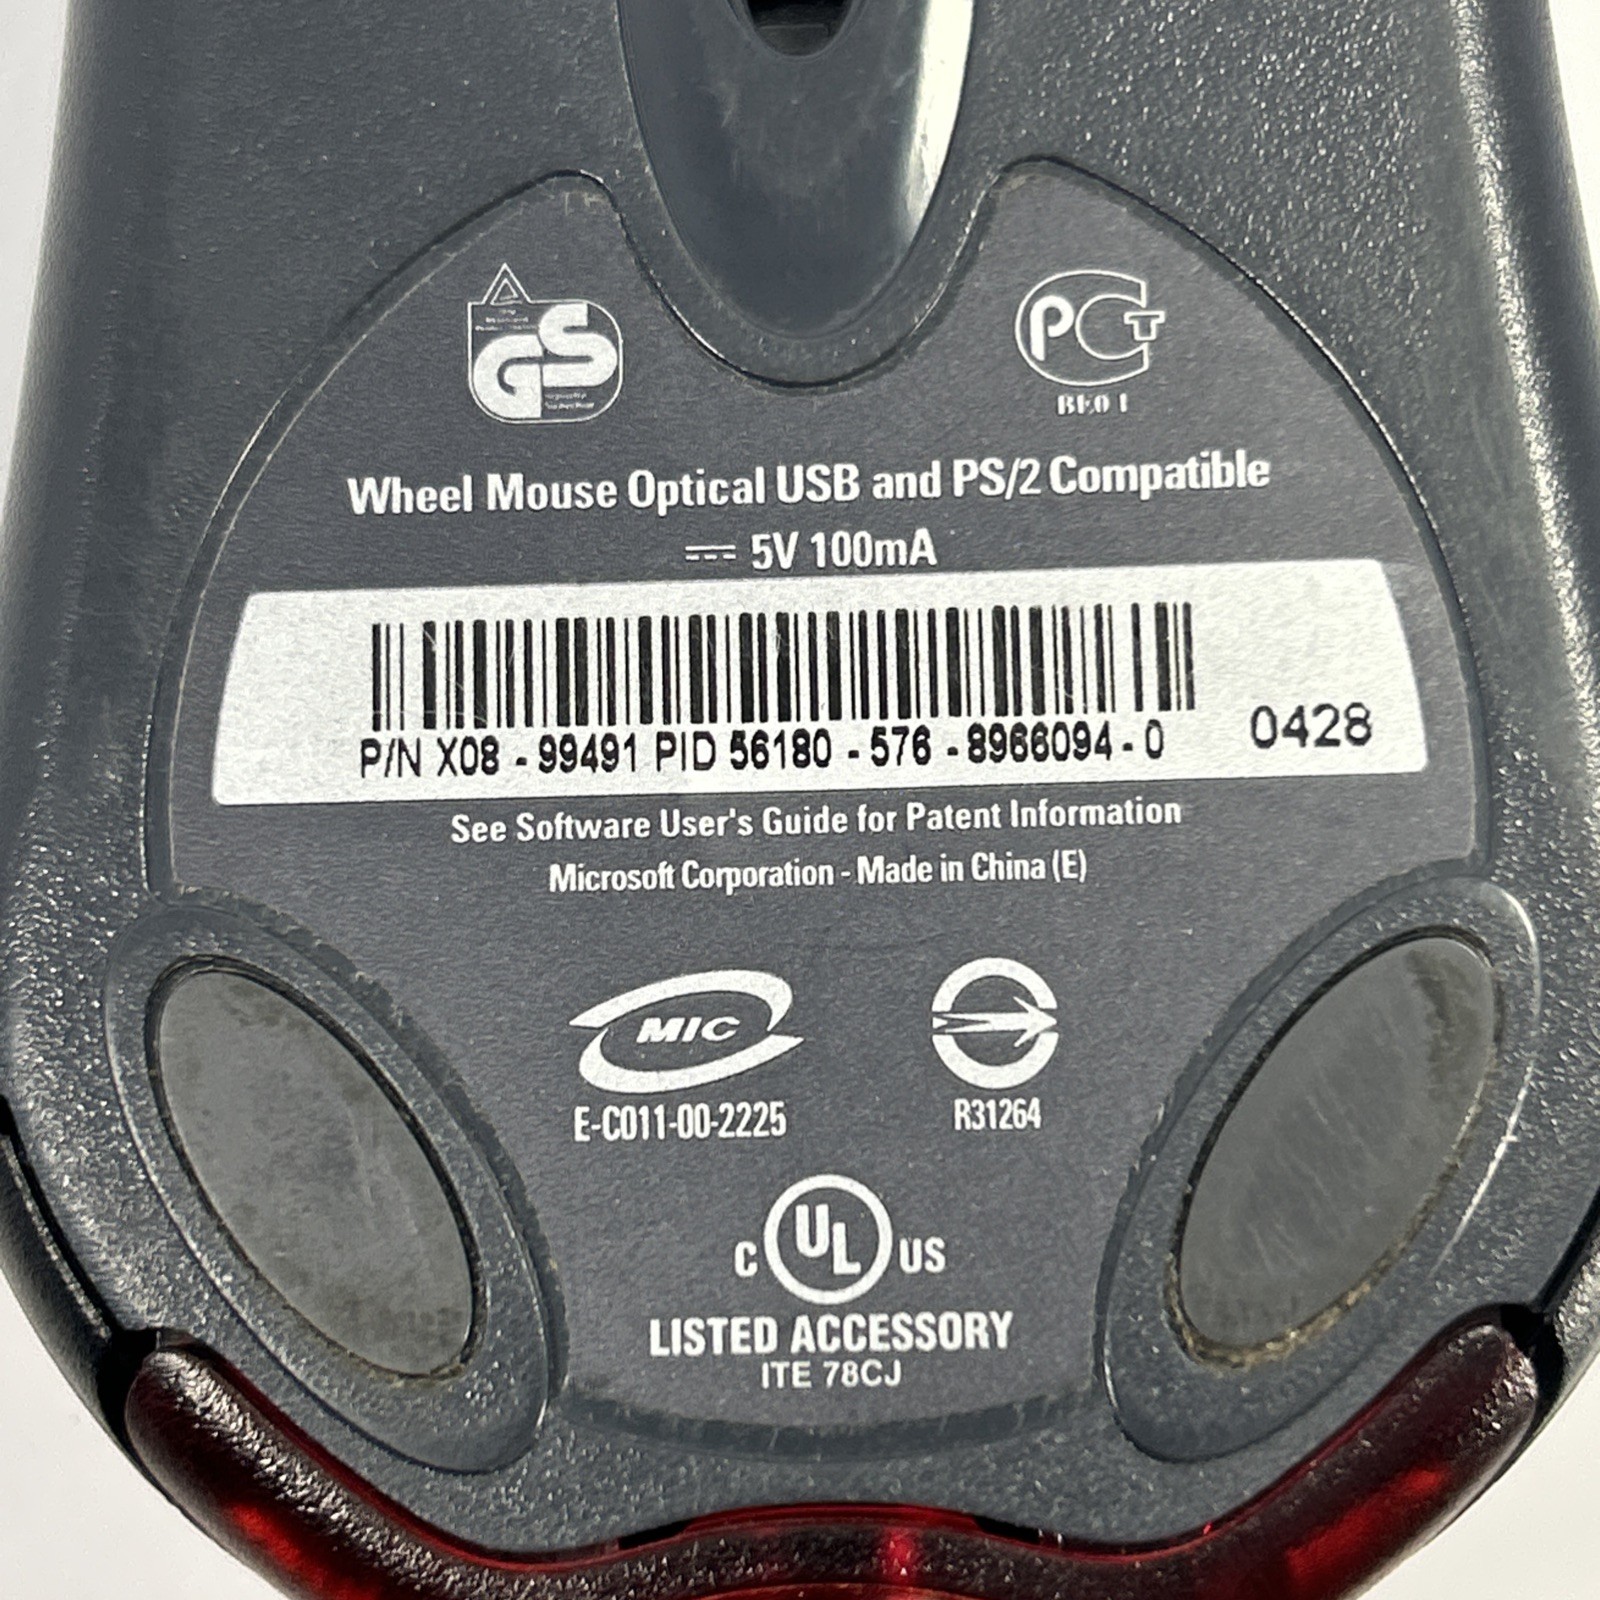 GS
PCT
Wheel Mouse Optical USB and PS/2 Compatible
5V 100mA
P/N X08 - 99491 PID 56180 - 576 - 8966094 - 0 0428
See Software User's Guide for Patent Information
Microsoft Corporation - Made in China (E)
MIC
E-C011-00-2225
R31264
C UL US
LISTED ACCESSORY
ITE 78CJ